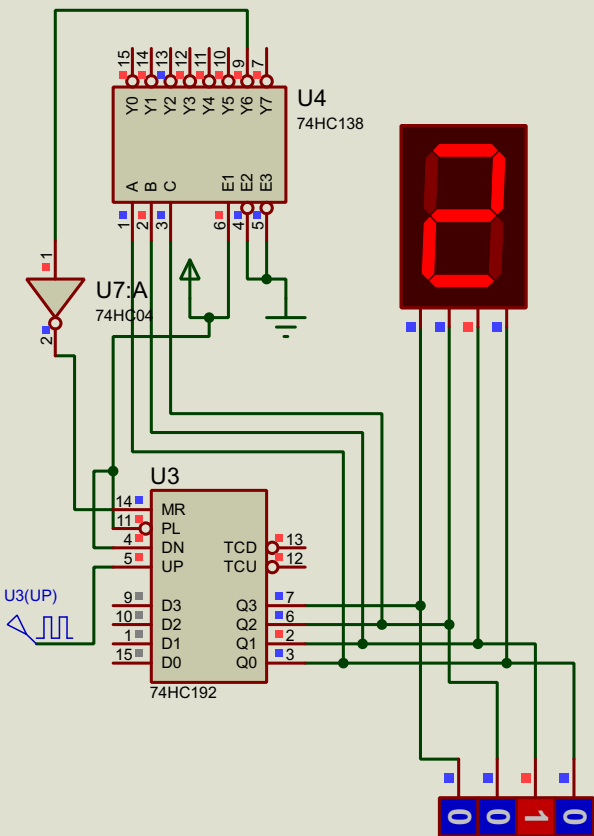 15 14 13 12 11 10 9 7
Y0 Y1 Y2 Y3 Y4 Y5 Y6 Y7
U4
74HC138
A B C E1 E2 E3
1 2 3 6 4 5
1
U7:A
74HC04
2
U3
14 MR
11 PL
4 DN TCD 13
5 UP TCU 12
U3(UP)
9 D3 Q3 7
10 D2 Q2 6
1 D1 Q1 2
15 D0 Q0 3
74HC192
0 0 1 0
2